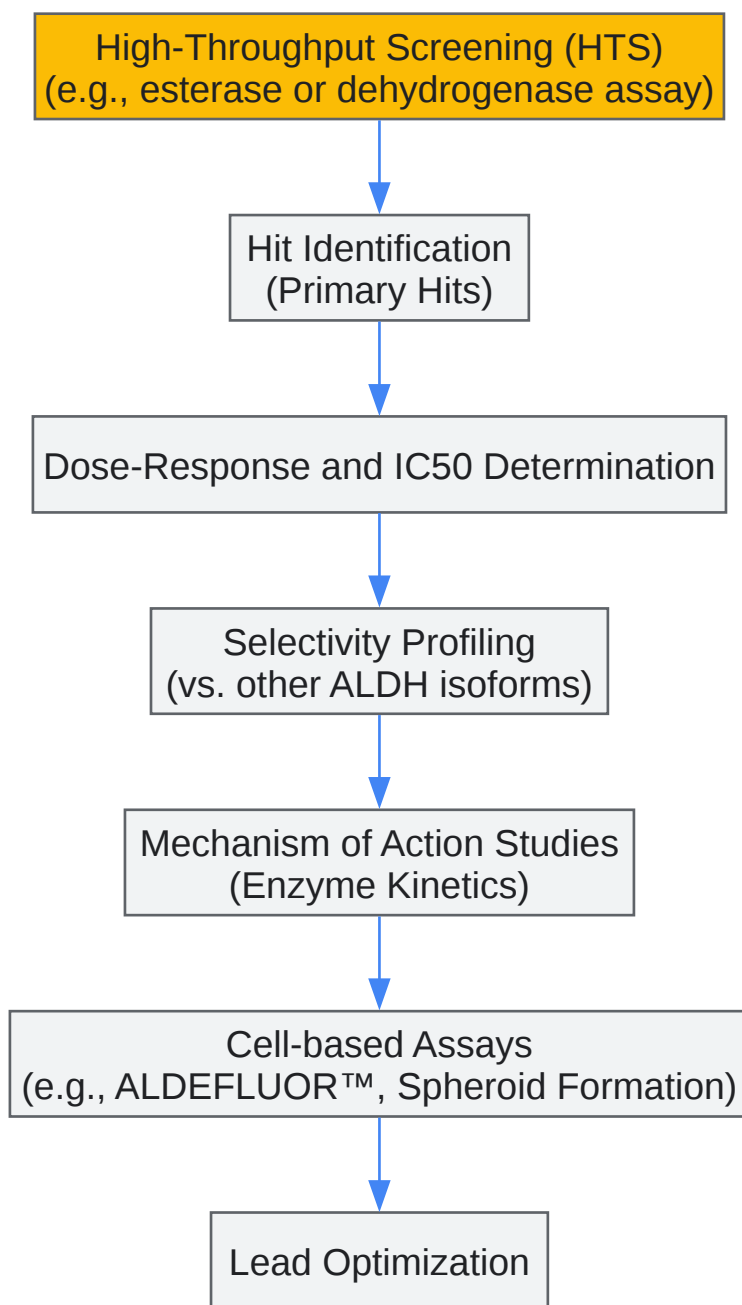 High-Throughput Screening (HTS)
(e.g., esterase or dehydrogenase assay)
Hit Identification
(Primary Hits)
Dose-Response and IC50 Determination
Selectivity Profiling
(vs. other ALDH isoforms)
Mechanism of Action Studies
(Enzyme Kinetics)
Cell-based Assays
(e.g., ALDEFLUOR™, Spheroid Formation)
Lead Optimization